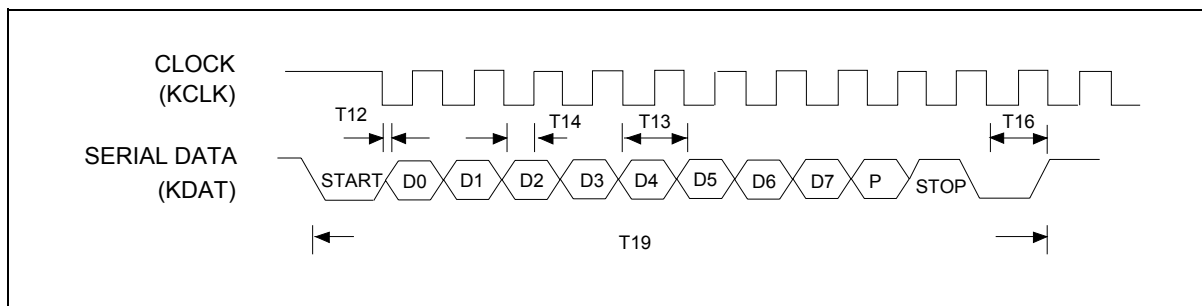 CLOCK
(KCLK)
T12
T14
T13
T16
SERIAL DATA
(KDAT)
START
D0
D1
D2
D3
D4
D5
D6
D7
P
STOP
T19